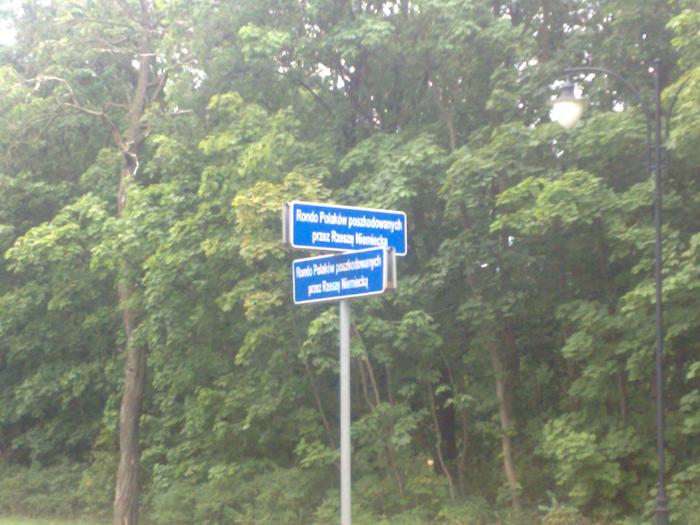 Rondo Polaków poszkodowanych
przez Rzeszę Niemiecką
Rondo Polaków poszkodowanych
przez Rzeszę Niemiecką